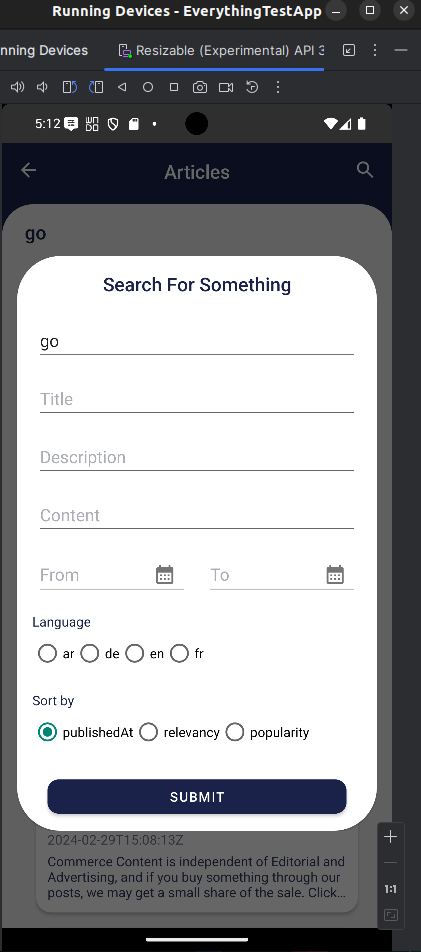 Running Devices - EverythingTestApp
nning Devices
Resizable (Experimental) API 3
5:12
Articles
go
Search For Something
go
Title
Description
Content
From
To
Language
ar de en fr
Sort by
publishedAt relevancy popularity
SUBMIT
2024-02-29T15:08:13Z
Commerce Content is independent of Editorial and
Advertising, and if you buy something through our
posts, we may get a small share of the sale. Click...
1:1